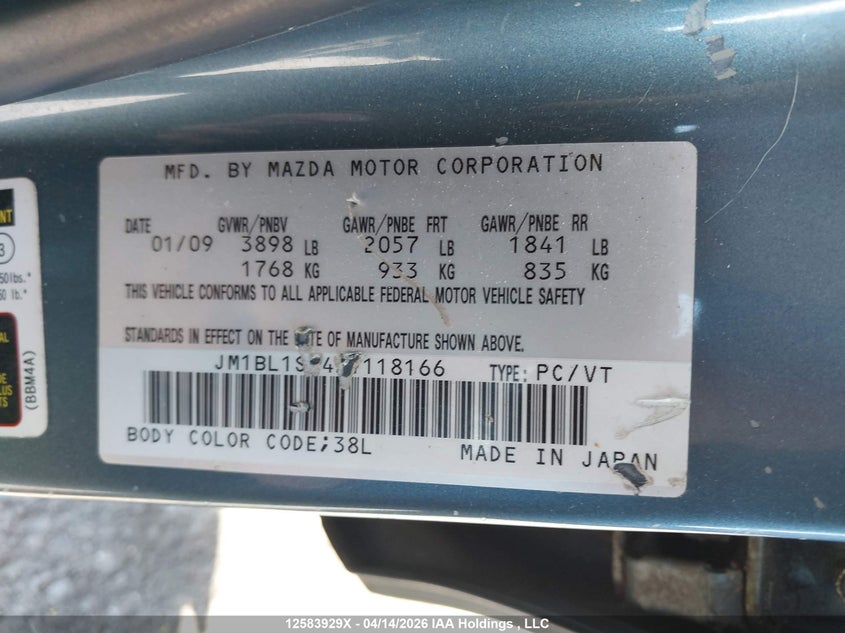 MFD. BY MAZDA MOTOR CORPORATION
DATE GVWR/PNBV GAWR/PNBE FRT GAWR/PNBE RR
01/09 3898 LB 2057 LB 1841 LB
1768 KG 933 KG 835 KG
THIS VEHICLE CONFORMS TO ALL APPLICABLE FEDERAL MOTOR VEHICLE SAFETY
STANDARDS IN EFFECT ON THE DATE OF MANUFACTURE SHOWN ABOVE.
TYPE: PC/VT
BODY COLOR CODE;38L
MADE IN JAPAN
50lbs.*
(BBM4A)
12583929X - 04/14/2026 IAA Holdings , LLC